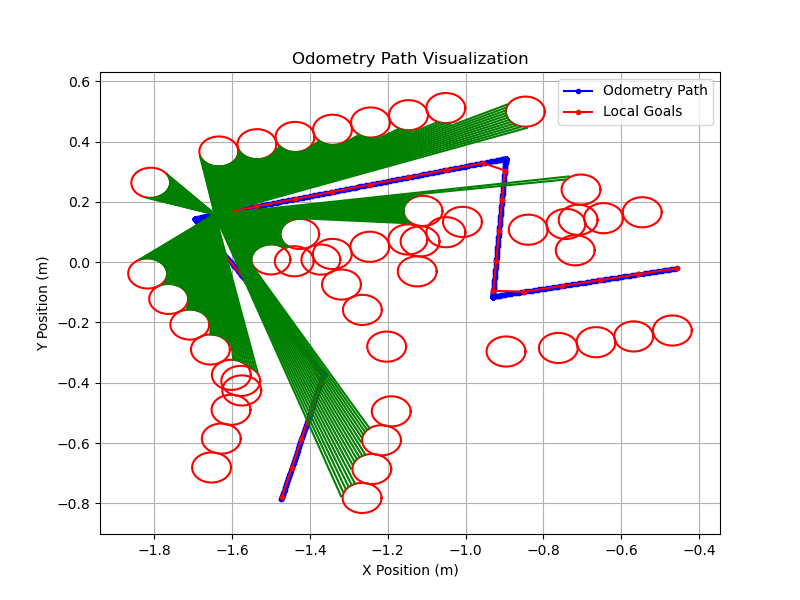 Odometry Path Visualization
Odometry Path
Local Goals
Y Position (m)
0.6
0.4
0.2
0.0
−0.2
−0.4
−0.6
−0.8
−1.8 −1.6 −1.4 −1.2 −1.0 −0.8 −0.6 −0.4
X Position (m)